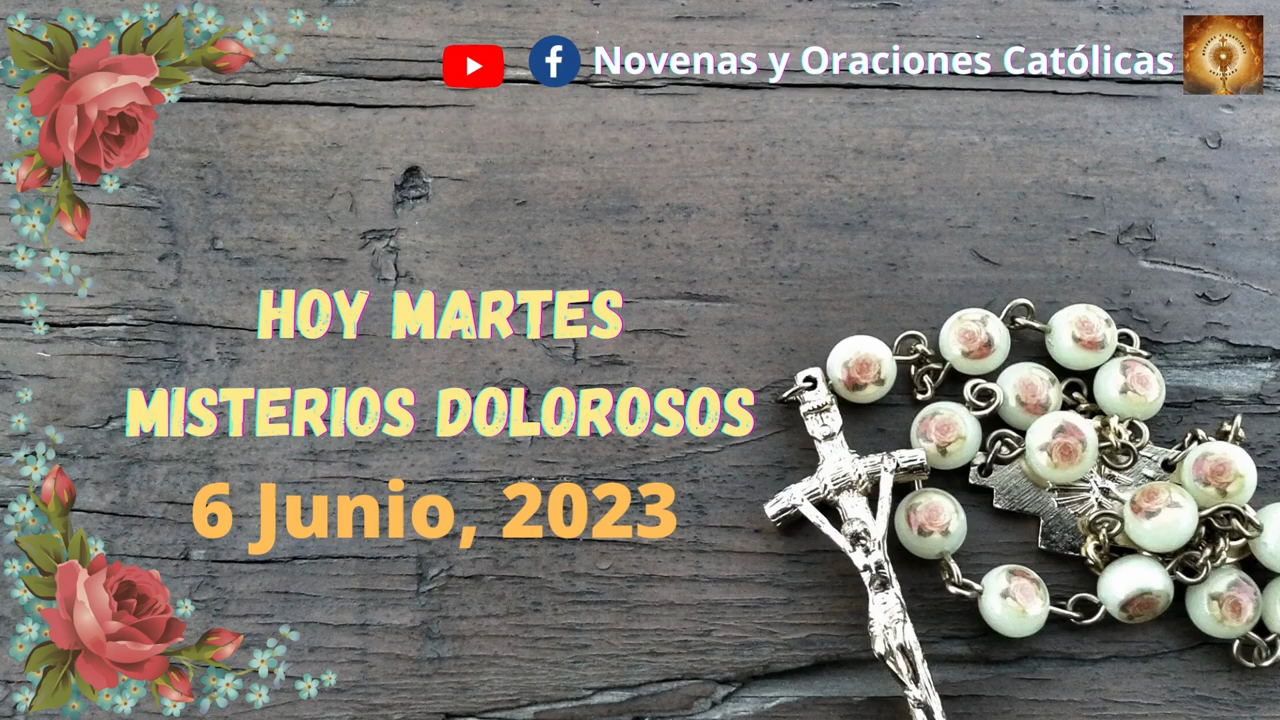 Novenas y Oraciones Católicas
HOY MARTES
MISTERIOS DOLOROSOS
6 Junio, 2023